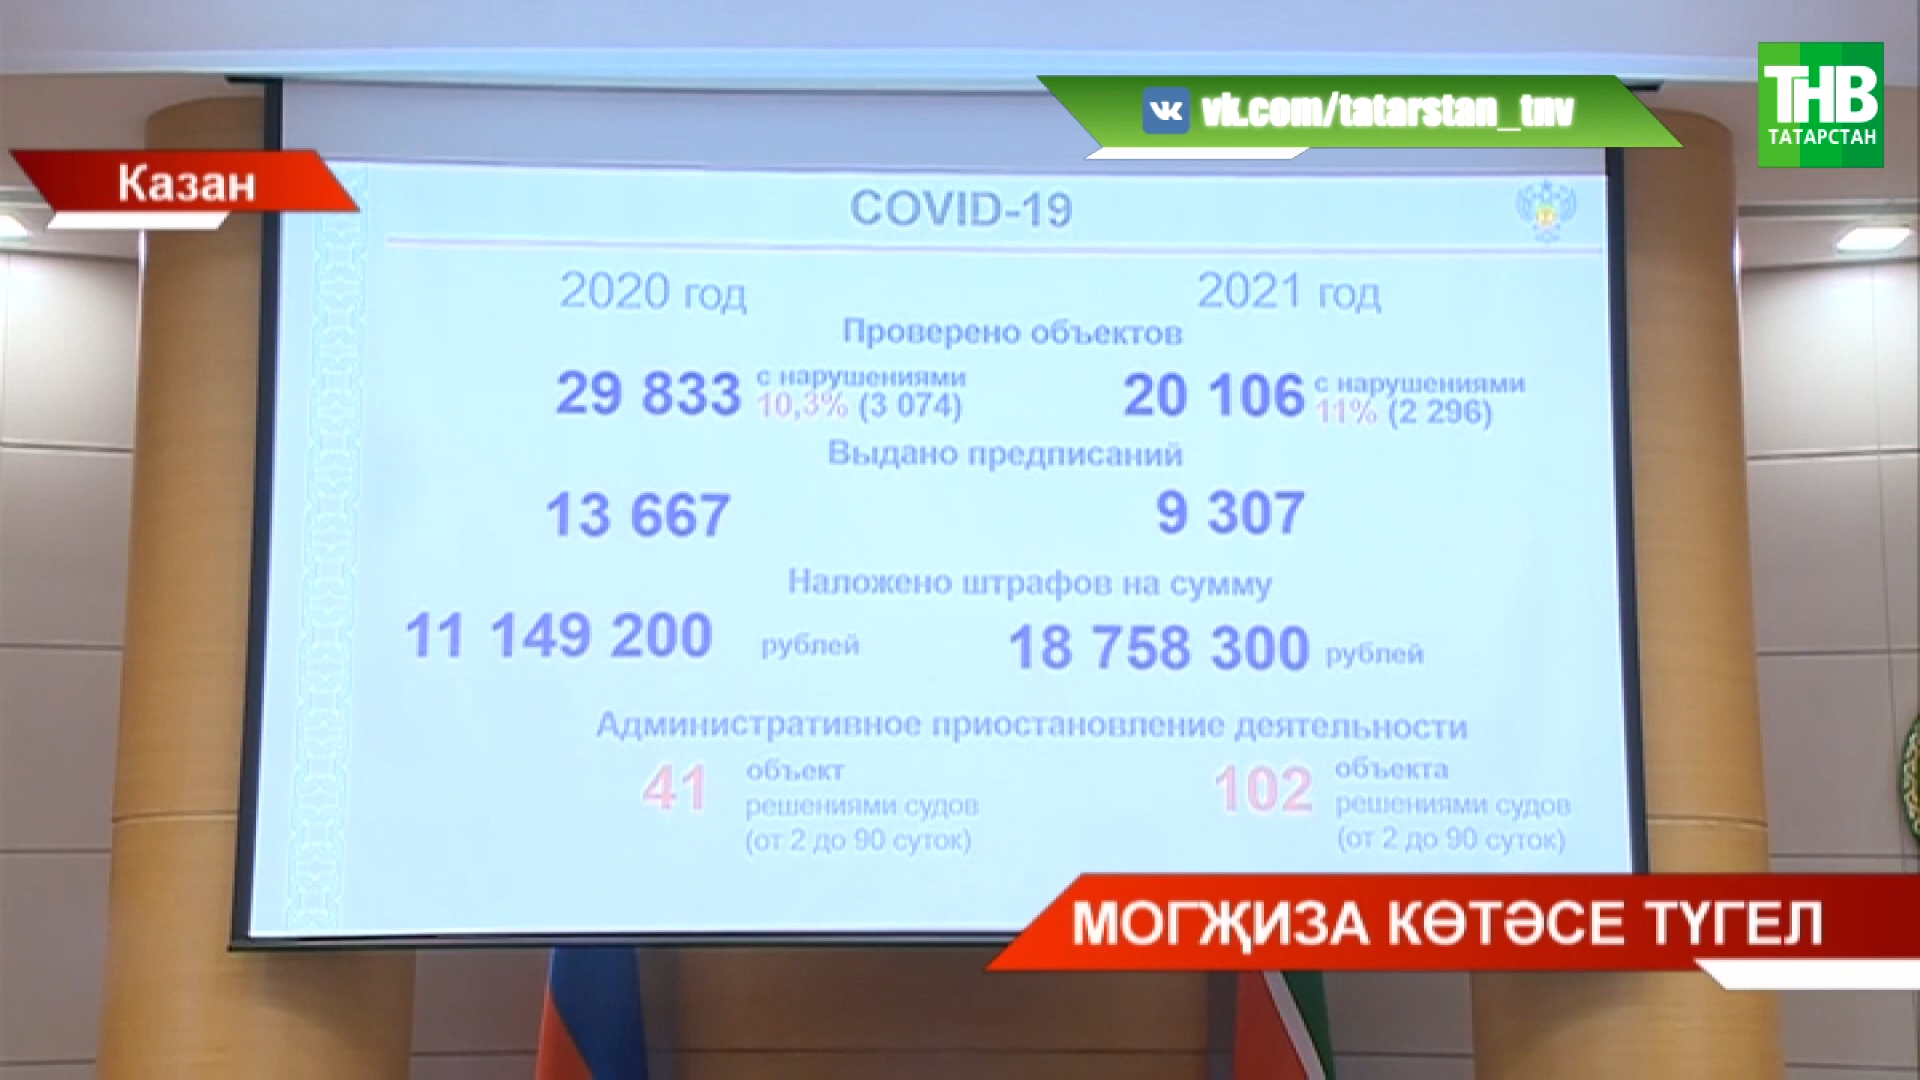 vk.com/tatarstan_tnv
ТНВ
ТАТАРСТАН
Казан
COVID-19
2020 год 2021 год
Проверено объектов
29 833 с нарушениями 10,3% (3 074) 20 106 с нарушениями 11% (2 296)
Выдано предписаний
13 667 9 307
Наложено штрафов на сумму
11 149 200 рублей 18 758 300 рублей
Административное приостановление деятельности
41 объект 102 объекта
решениями судов решениями судов
(от 2 до 90 суток) (от 2 до 90 суток)
МОГҖИЗА КӨТӘСЕ ТҮГЕЛ